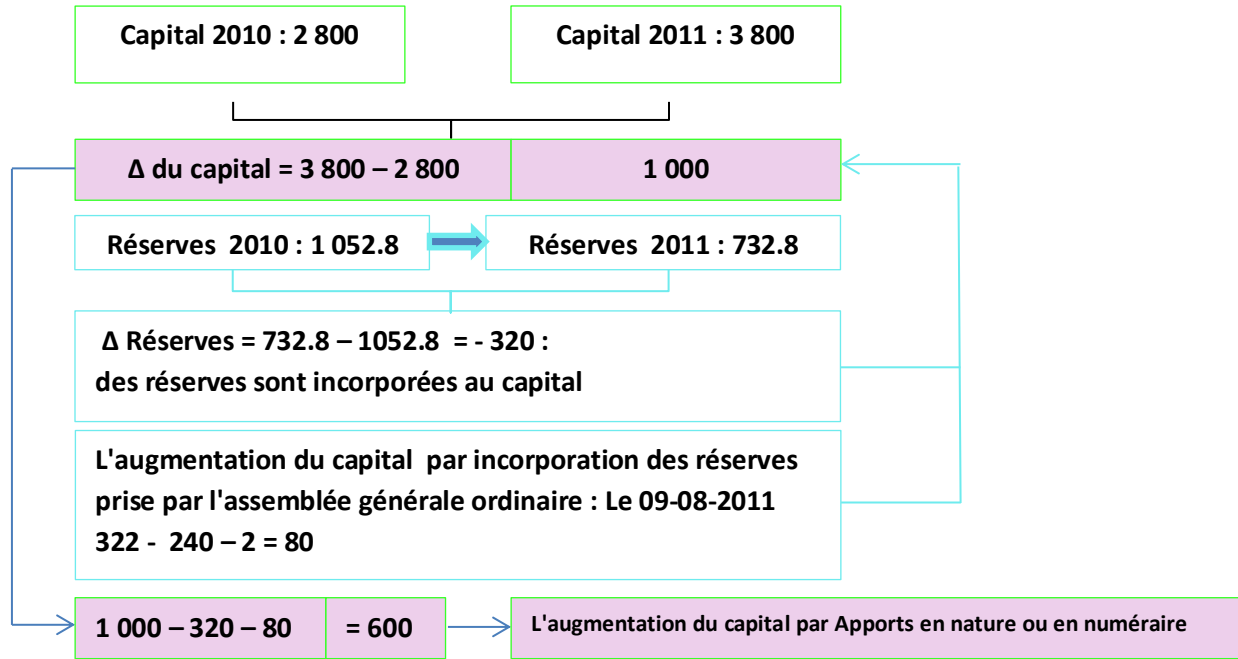 Capital 2010 : 2 800
Capital 2011 : 3 800
Δ du capital = 3 800 – 2 800
1 000
Réserves 2010 : 1 052.8
Réserves 2011 : 732.8
Δ Réserves = 732.8 – 1052.8 = - 320 :
des réserves sont incorporées au capital
L'augmentation du capital par incorporation des réserves
prise par l'assemblée générale ordinaire : Le 09-08-2011
322 - 240 – 2 = 80
1 000 – 320 – 80
= 600
L'augmentation du capital par Apports en nature ou en numéraire